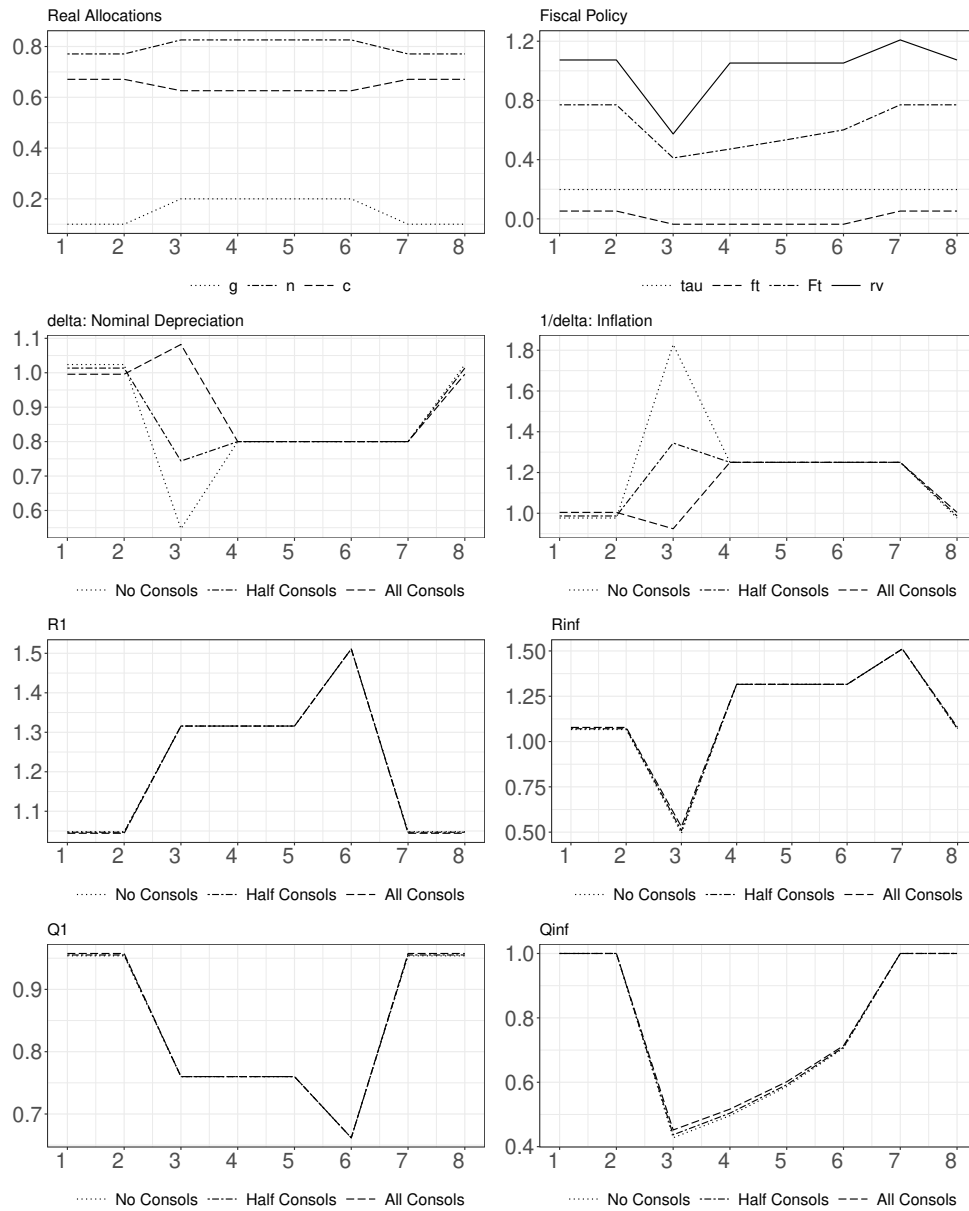 Real Allocations
0.8
0.6
0.4
0.2
1 2 3 4 5 6 7 8
g n c
Fiscal Policy
1.2
0.8
0.4
0.0
1 2 3 4 5 6 7 8
tau ft Ft rv
delta: Nominal Depreciation
1.1
1.0
0.9
0.8
0.7
0.6
1 2 3 4 5 6 7 8
No Consols Half Consols All Consols
1/delta: Inflation
1.8
1.6
1.4
1.2
1.0
1 2 3 4 5 6 7 8
No Consols Half Consols All Consols
R1
1.5
1.4
1.3
1.2
1.1
1 2 3 4 5 6 7 8
No Consols Half Consols All Consols
Rinf
1.50
1.25
1.00
0.75
0.50
1 2 3 4 5 6 7 8
No Consols Half Consols All Consols
Q1
0.9
0.8
0.7
1 2 3 4 5 6 7 8
No Consols Half Consols All Consols
Qinf
1.0
0.8
0.6
0.4
1 2 3 4 5 6 7 8
No Consols Half Consols All Consols